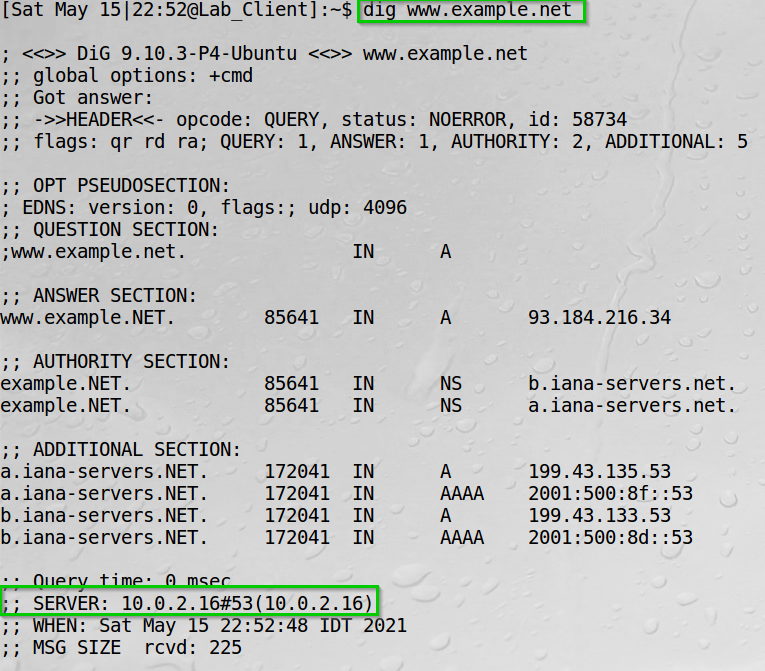 [Sat May 15|22:52@Lab_Client]:~$ dig www.example.net
; <<>> DiG 9.10.3-P4-Ubuntu <<>> www.example.net
;; global options: +cmd
;; Got answer:
;; ->>HEADER<<- opcode: QUERY, status: NOERROR, id: 58734
;; flags: qr rd ra; QUERY: 1, ANSWER: 1, AUTHORITY: 2, ADDITIONAL: 5
;; OPT PSEUDOSECTION:
; EDNS: version: 0, flags:; udp: 4096
;; QUESTION SECTION:
;www.example.net. IN A
;; ANSWER SECTION:
www.example.NET. 85641 IN A 93.184.216.34
;; AUTHORITY SECTION:
example.NET. 85641 IN NS b.iana-servers.net.
example.NET. 85641 IN NS a.iana-servers.net.
;; ADDITIONAL SECTION:
a.iana-servers.NET. 172041 IN A 199.43.135.53
a.iana-servers.NET. 172041 IN AAAA 2001:500:8f::53
b.iana-servers.NET. 172041 IN A 199.43.133.53
b.iana-servers.NET. 172041 IN AAAA 2001:500:8d::53
;; Query time: 0 msec
;; SERVER: 10.0.2.16#53(10.0.2.16)
;; WHEN: Sat May 15 22:52:48 IDT 2021
;; MSG SIZE rcvd: 225